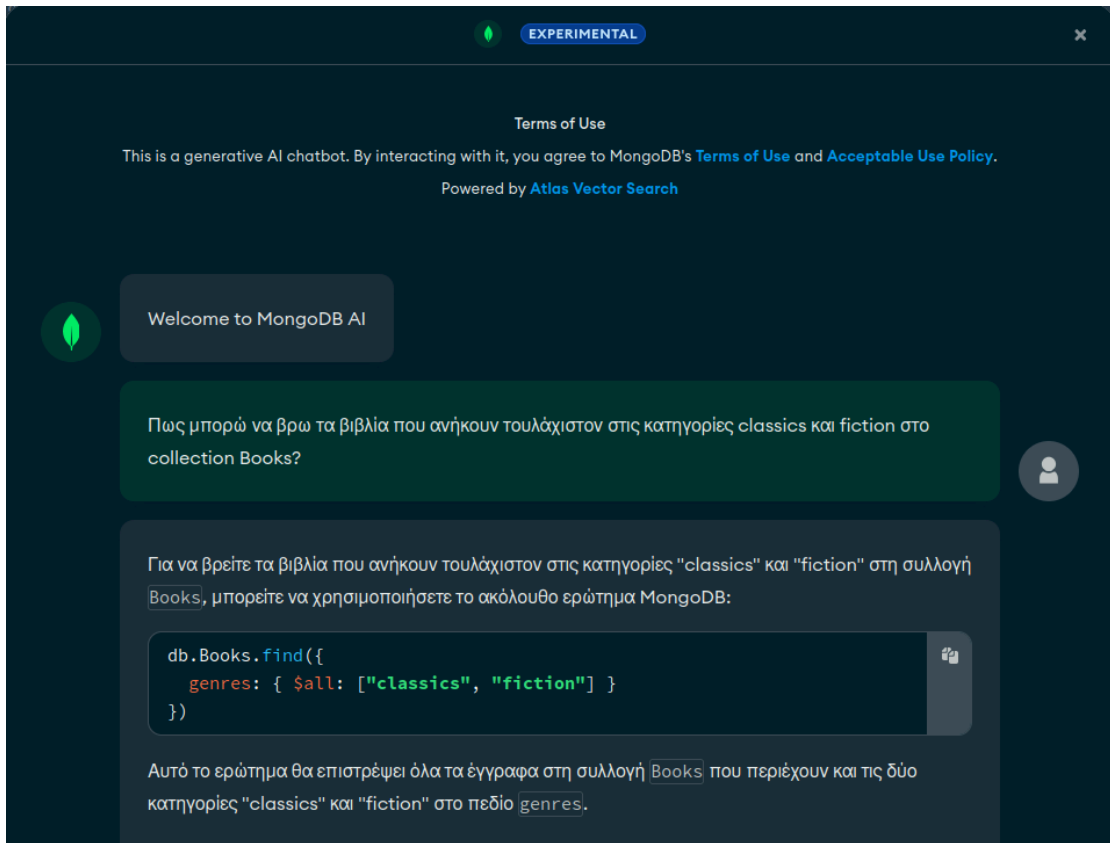 EXPERIMENTAL
Terms of Use
This is a generative AI chatbot. By interacting with it, you agree to MongoDB's Terms of Use and Acceptable Use Policy.
Powered by Atlas Vector Search
Welcome to MongoDB AI
Πως μπορώ να βρω τα βιβλία που ανήκουν τουλάχιστον στις κατηγορίες classics και fiction στο
collection Books?
Για να βρείτε τα βιβλία που ανήκουν τουλάχιστον στις κατηγορίες "classics" και "fiction" στη συλλογή
Books, μπορείτε να χρησιμοποιήσετε το ακόλουθο ερώτημα MongoDB:
db.Books.find({
genres: { $all: ["classics", "fiction"] }
})
Αυτό το ερώτημα θα επιστρέψει όλα τα έγγραφα στη συλλογή Books που περιέχουν και τις δύο
κατηγορίες "classics" και "fiction" στο πεδίο genres.